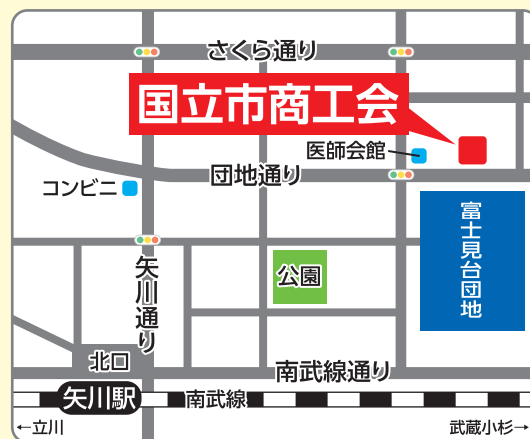 さくら通り
国立市商工会
医師会館
団地通り
コンビニ
富士見台団地
矢川通り
公園
北口
南武線通り
矢川駅
南武線
←立川
武蔵小杉→